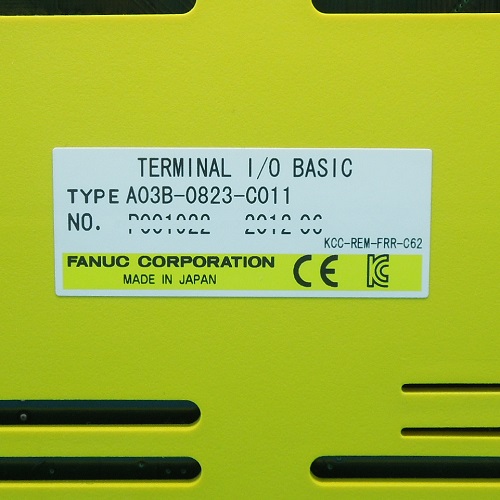 TERMINAL I/O BASIC
TYPE A03B-0823-C011
NO. P001022 2012-06
KCC-REM-FRR-C62
FANUC CORPORATION
MADE IN JAPAN
CE